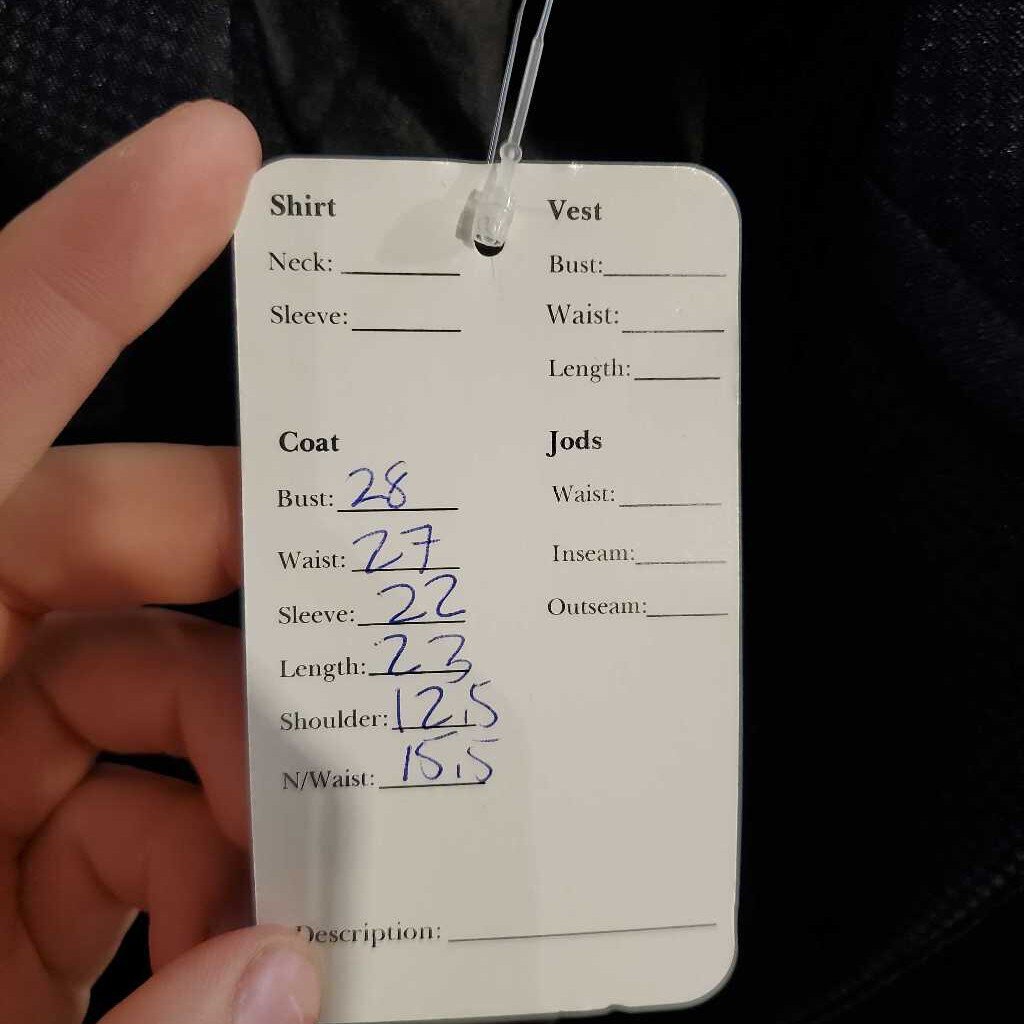 Shirt
Neck:
Sleeve:
Vest
Bust:
Waist:
Length:
Coat
Bust: 28
Waist: 27
Sleeve: 22
Length: 23
Shoulder: 12.5
N/Waist: 15.5
Jods
Waist:
Inseam:
Outseam:
Description: